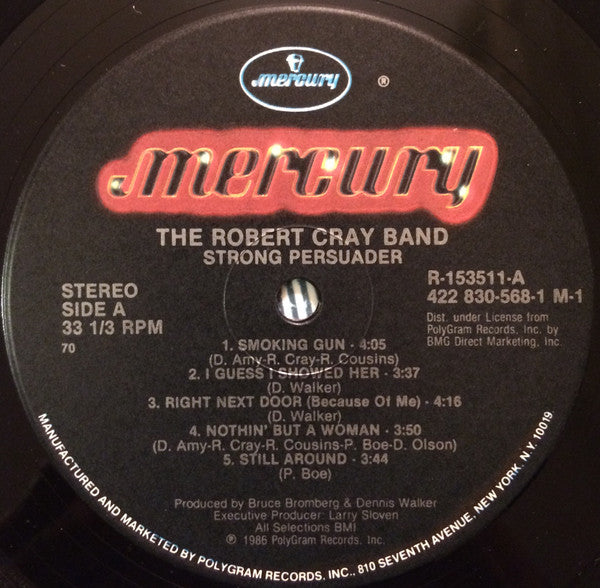 mercury
®
mercury
THE ROBERT CRAY BAND
STRONG PERSUADER
STEREO
SIDE A
33 1/3 RPM
70
R-153511-A
422 830-568-1 M-1
Dist. under License from
PolyGram Records, Inc. by
BMG Direct Marketing, Inc.
1. SMOKING GUN - 4:05
(D. Amy-R. Cray-R. Cousins)
2. I GUESS I SHOWED HER - 3:37
(D. Walker)
3. RIGHT NEXT DOOR (Because Of Me) - 4:16
(D. Walker)
4. NOTHIN' BUT A WOMAN - 3:50
(D. Amy-R. Cray-R. Cousins-P. Boe-D. Olson)
5. STILL AROUND - 3:44
(P. Boe)
Produced by Bruce Bromberg & Dennis Walker
Executive Producer: Larry Sloven
All Selections BMI
℗ 1986 PolyGram Records, Inc.
MANUFACTURED AND MARKETED BY POLYGRAM RECORDS, INC., 810 SEVENTH AVENUE, NEW YORK, N.Y. 10019